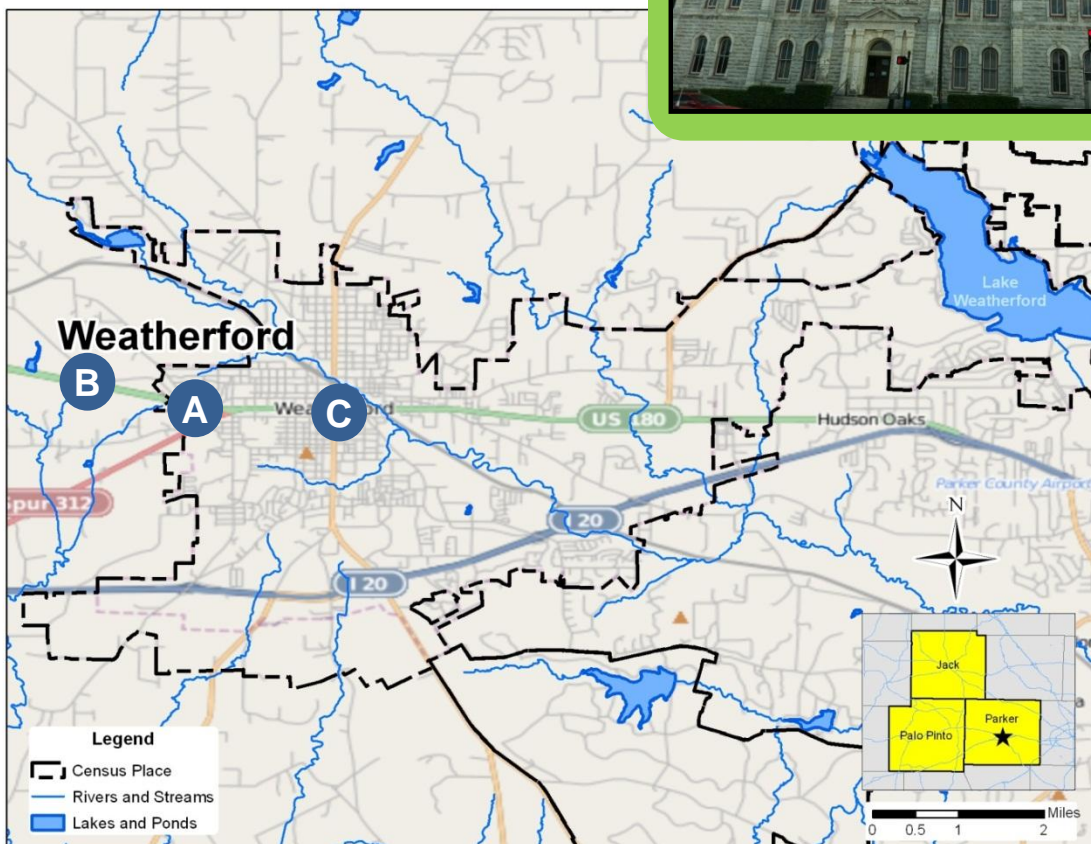 Lake
Weatherford
Weatherford
B
A
C
US 180
Hudson Oaks
Spur 312
Parker County Airport
N
I 20
I 20
Jack
Parker
Palo Pinto
Legend
Census Place
Rivers and Streams
Lakes and Ponds
Miles
0 0.5 1 2